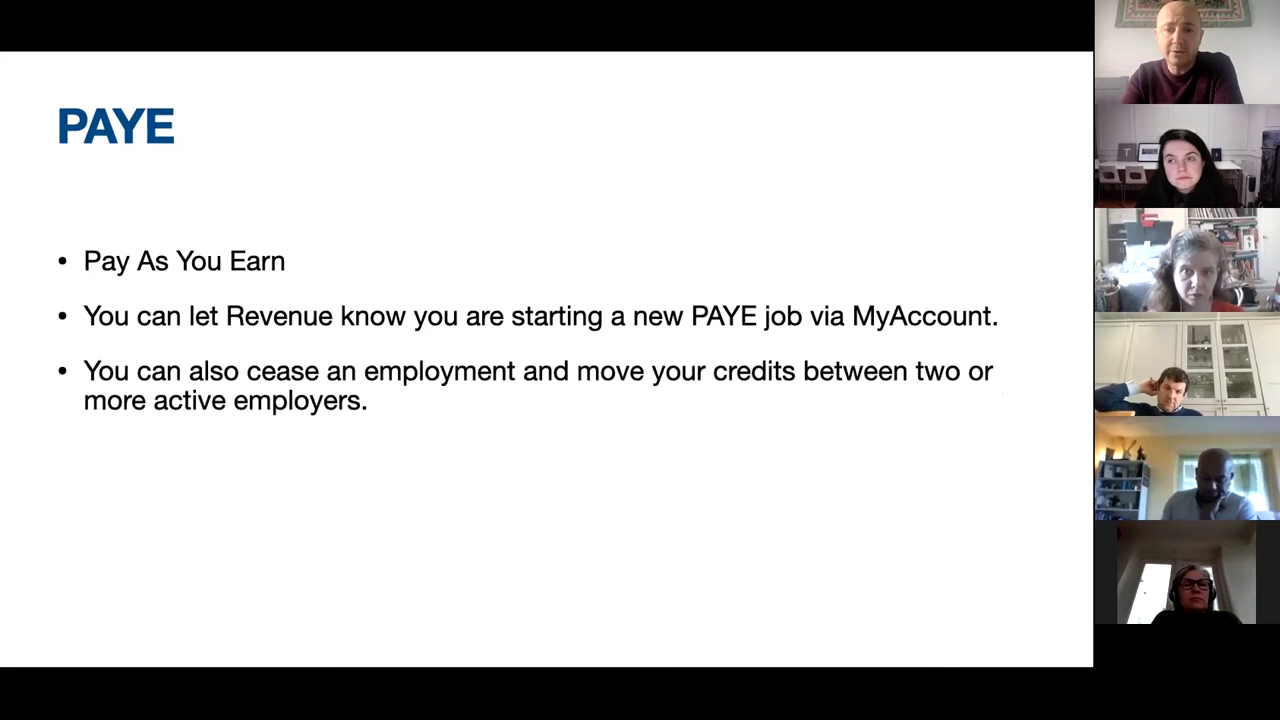 PAYE
• Pay As You Earn
• You can let Revenue know you are starting a new PAYE job via MyAccount.
• You can also cease an employment and move your credits between two or
more active employers.